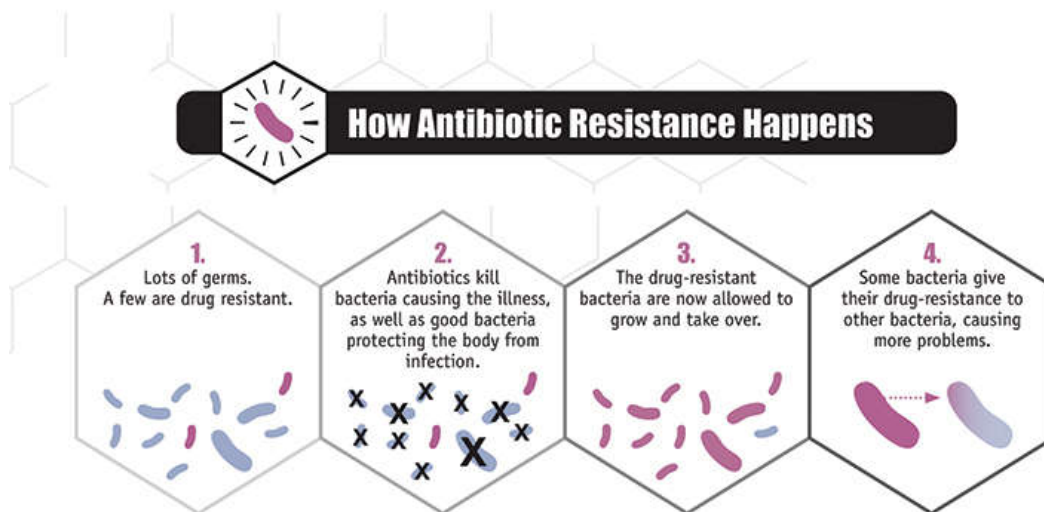 How Antibiotic Resistance Happens
1.
Lots of germs.
A few are drug resistant.
2.
Antibiotics kill
bacteria causing the illness,
as well as good bacteria
protecting the body from
infection.
X X X X X X X X X X
3.
The drug-resistant
bacteria are now allowed to
grow and take over.
4.
Some bacteria give
their drug-resistance to
other bacteria, causing
more problems.